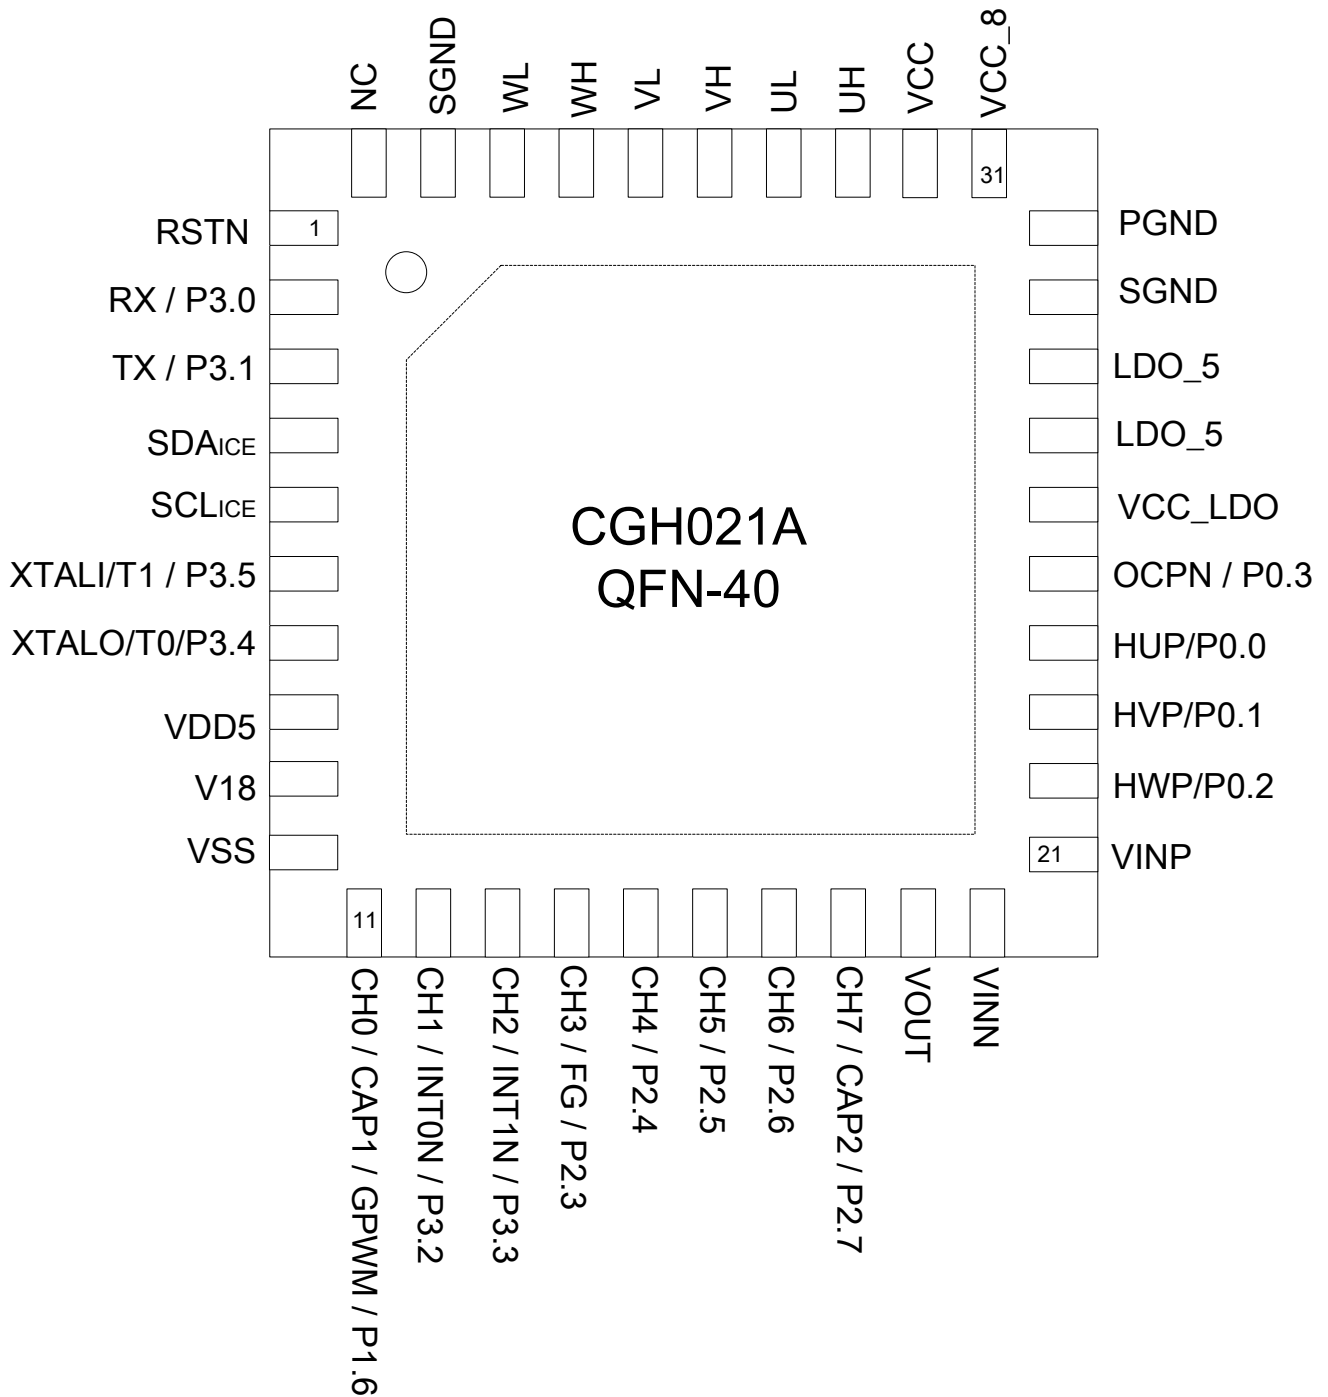 NC
SGND
WL
WH
VL
VH
UL
UH
VCC
VCC_8
31
RSTN
1
PGND
RX / P3.0
SGND
TX / P3.1
LDO_5
SDAICE
LDO_5
SCLICE
VCC_LDO
CGH021A
QFN-40
XTALI/T1 / P3.5
OCPN / P0.3
XTALO/T0/P3.4
HUP/P0.0
VDD5
HVP/P0.1
V18
HWP/P0.2
VSS
21
VINP
11
CH0 / CAP1 / GPWM / P1.6
CH1 / INT0N / P3.2
CH2 / INT1N / P3.3
CH3 / FG / P2.3
CH4 / P2.4
CH5 / P2.5
CH6 / P2.6
CH7 / CAP2 / P2.7
VOUT
VINN